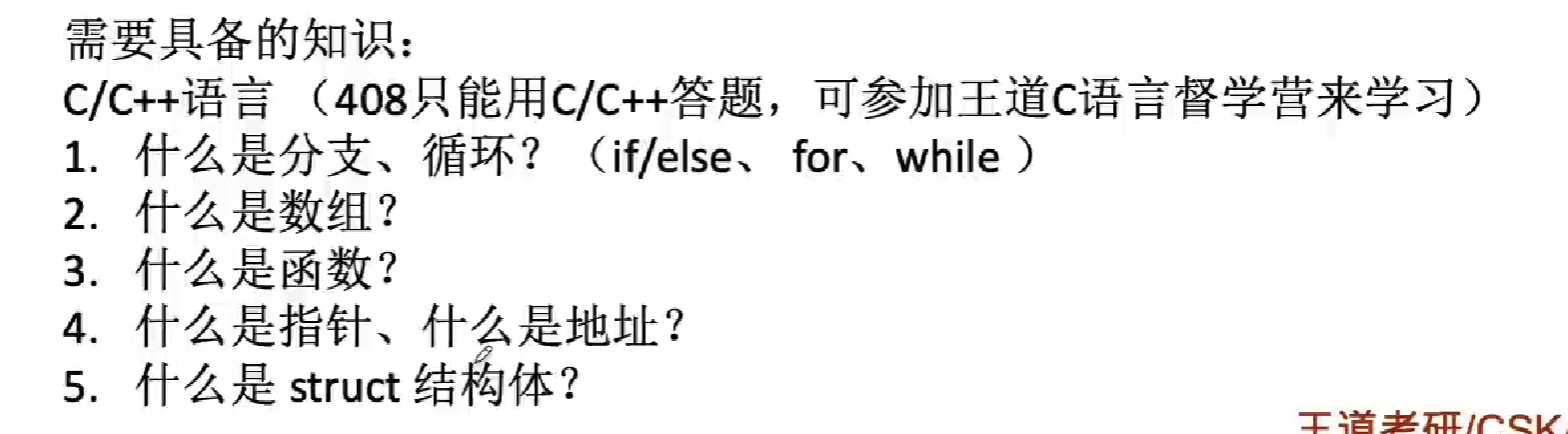 需要具备的知识：
C/C++语言 （408只能用C/C++答题，可参加王道C语言督学营来学习）
1. 什么是分支、循环？（if/else、 for、while ）
2. 什么是数组？
3. 什么是函数？
4. 什么是指针、什么是地址？
5. 什么是 struct 结构体？
王道考研/CSK